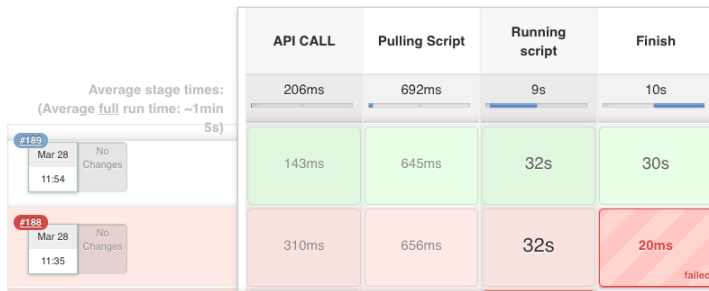 API CALL
Pulling Script
Running
script
Finish
Average stage times:
(Average full run time: ~1min
5s)
206ms
692ms
9s
10s
#189
Mar 28
11:54
No
Changes
143ms
645ms
32s
30s
#188
Mar 28
11:35
No
Changes
310ms
656ms
32s
20ms
failed